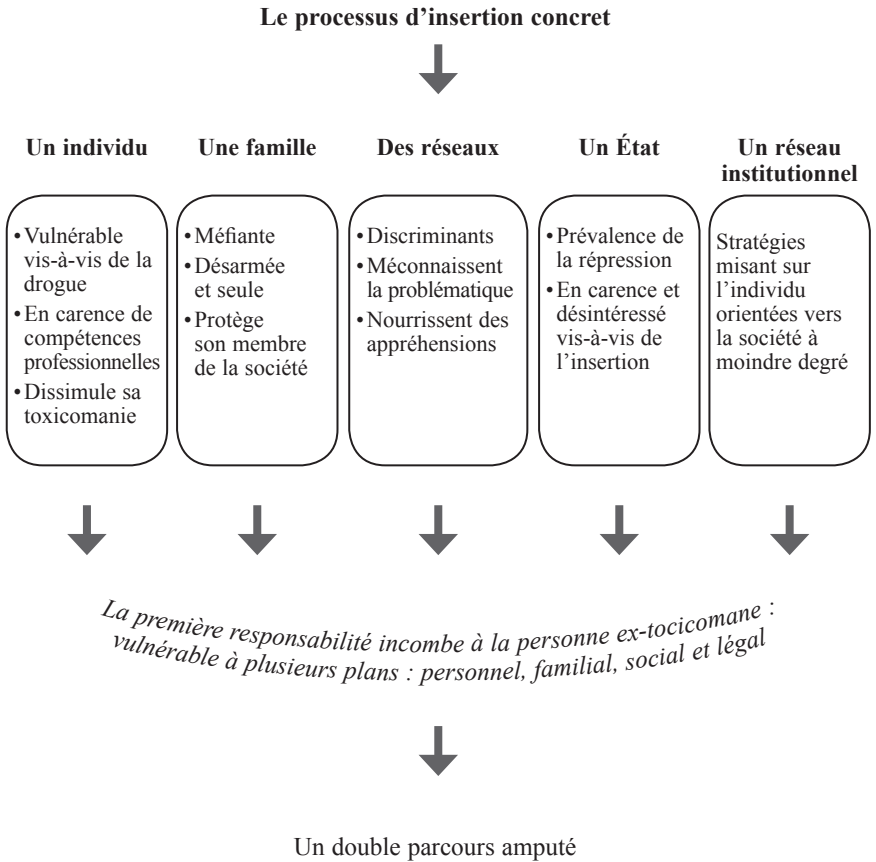 Le processus d’insertion concret
Un individu
• Vulnérable
vis-à-vis de la
drogue
• En carence de
compétences
professionnelles
• Dissimule sa
toxicomanie
Une famille
• Méfiante
• Désarmée
et seule
• Protège
son membre
de la société
Des réseaux
• Discriminants
• Méconnaissent
la problématique
• Nourrissent des
appréhensions
Un État
• Prévalence de
la répression
• En carence et
désintéressé
vis-à-vis de
l’insertion
Un réseau
institutionnel
Stratégies
misant sur
l’individu
orientées vers
la société à
moindre degré
La première responsabilité incombe à la personne ex-tocicomane :
vulnérable à plusieurs plans : personnel, familial, social et légal
Un double parcours amputé